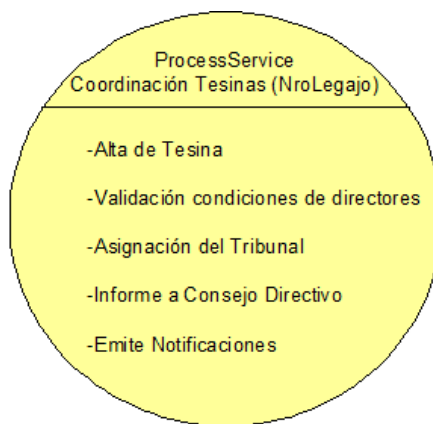 ProcessService
Coordinación Tesinas (NroLegajo)
-Alta de Tesina
-Validación condiciones de directores
-Asignación del Tribunal
-Informe a Consejo Directivo
-Emite Notificaciones